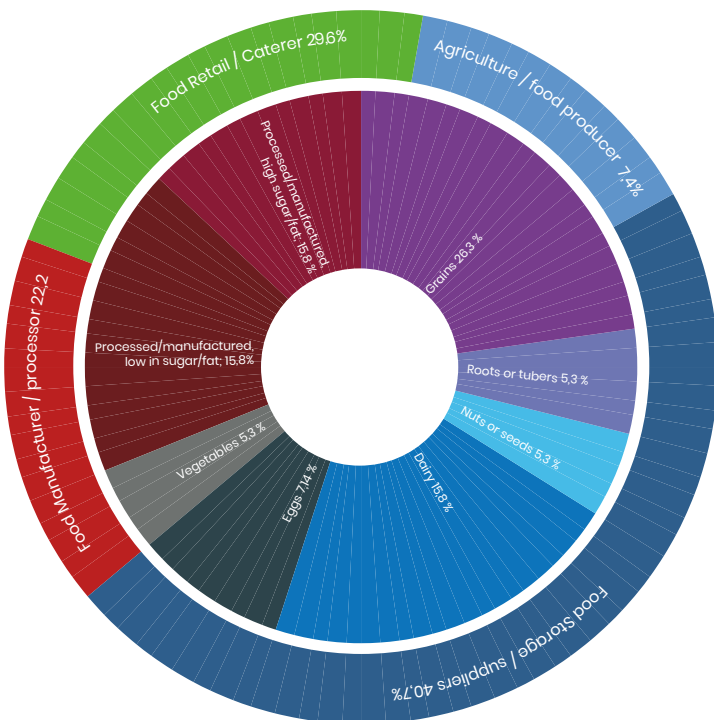 Food Retail / Caterer 29,6%
Agriculture / food producer 7,4%
Food Storage / suppliers 40,7%
Food Manufacturer / processor 22,2
Processed/manufactured,
high sugar/fat; 15,8 %
Grains 26,3 %
Roots or tubers 5,3 %
Nuts or seeds 5,3 %
Dairy 15,8 %
Eggs 7,14 %
Vegetables 5,3 %
Processed/manufactured,
low in sugar/fat; 15,8%